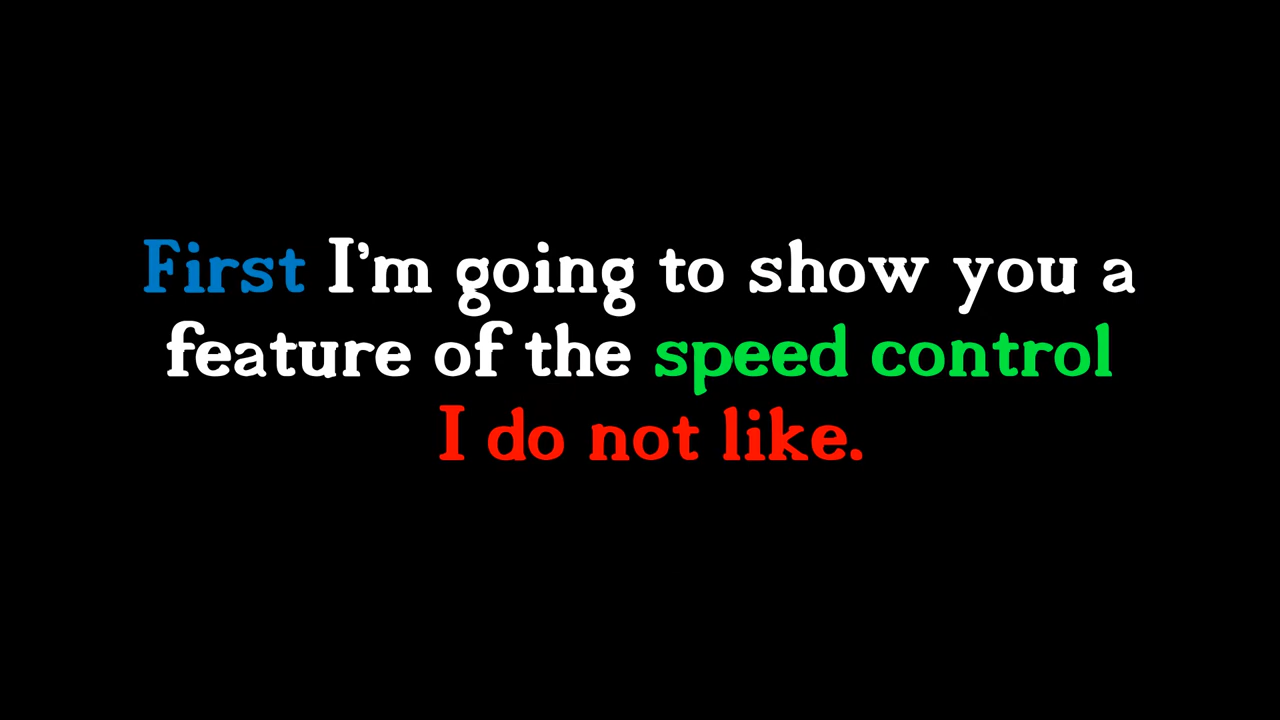 First I’m going to show you a
feature of the speed control
I do not like.